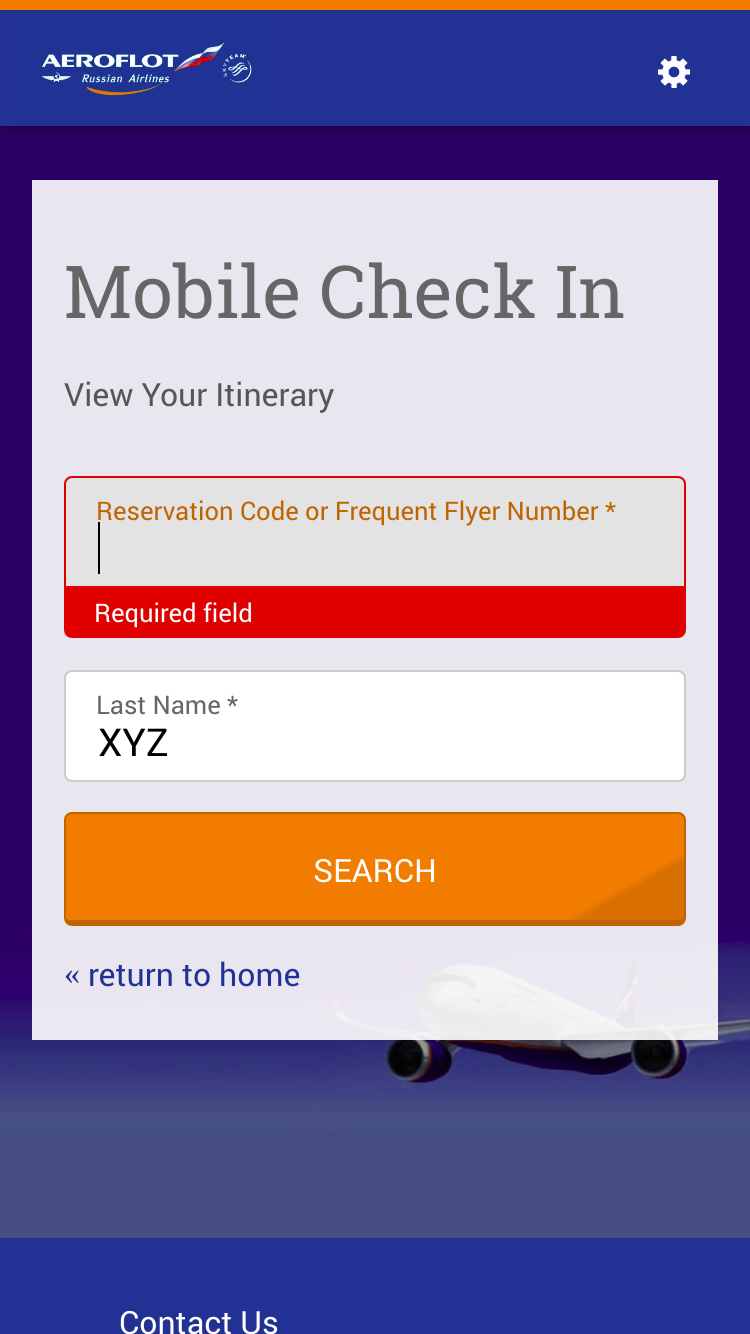 AEROFLOT
Russian Airlines
SKYTEAM
Mobile Check In
View Your Itinerary
Reservation Code or Frequent Flyer Number *
Required field
Last Name *
XYZ
SEARCH
« return to home
Contact Us